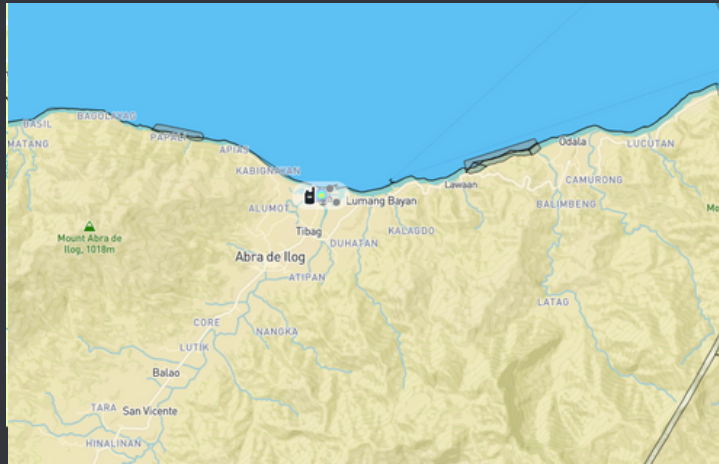 BAGOLAYAG
BASIL
PAPALA
MATANG
APIAS
Odala
LUCUTAN
KABIGNAYAN
CAMURONG
Lawaan
ALUMOT
Lumang Bayan
BALIMBENG
Tibag
KALAGDO
Mount Abra de
Ilog, 1018m
DUHATAN
Abra de Ilog
ATIPAN
LATAG
CORE
NANGKA
LUTIK
Balao
TARA
San Vicente
HINALINAN